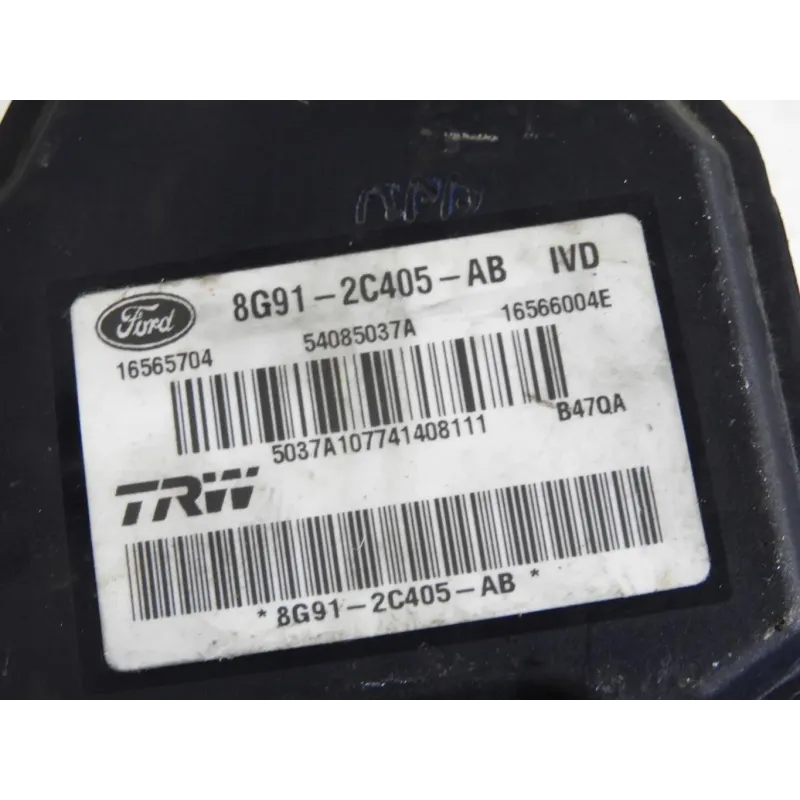 8G91-2C405-AB IVD
Ford
16565704 54085037A 16566004E
5037A107741408111 B47QA
TRW
* 8G91-2C405-AB *